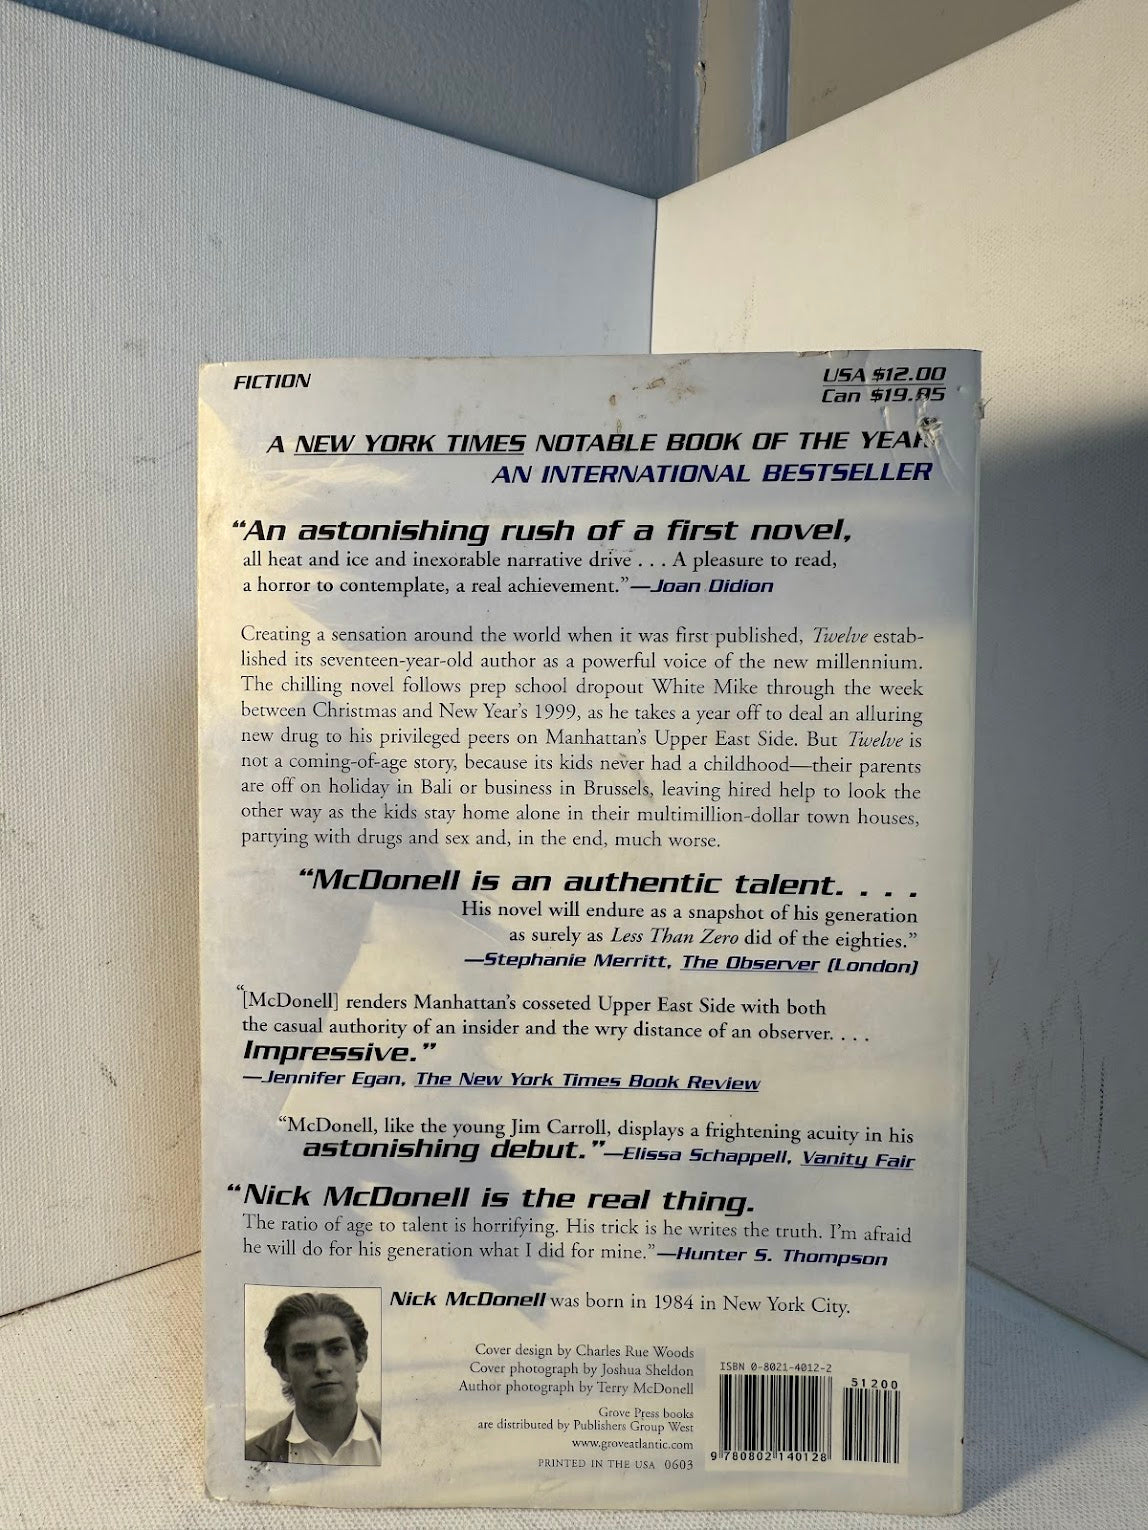 FICTION
USA $12.00
Can $19.95
A NEW YORK TIMES NOTABLE BOOK OF THE YEAR
AN INTERNATIONAL BESTSELLER
“An astonishing rush of a first novel,
all heat and ice and inexorable narrative drive . . . A pleasure to read,
a horror to contemplate, a real achievement.”—Joan Didion
Creating a sensation around the world when it was first published, Twelve estab-
lished its seventeen-year-old author as a powerful voice of the new millennium.
The chilling novel follows prep school dropout White Mike through the week
between Christmas and New Year's 1999, as he takes a year off to deal an alluring
new drug to his privileged peers on Manhattan's Upper East Side. But Twelve is
not a coming-of-age story, because its kids never had a childhood—their parents
are off on holiday in Bali or business in Brussels, leaving hired help to look the
other way as the kids stay home alone in their multimillion-dollar town houses,
partying with drugs and sex and, in the end, much worse.
“McDonell is an authentic talent. . . .
His novel will endure as a snapshot of his generation
as surely as Less Than Zero did of the eighties.”
—Stephanie Merritt, The Observer (London)
“[McDonell] renders Manhattan's cosseted Upper East Side with both
the casual authority of an insider and the wry distance of an observer. . . .
Impressive.”
—Jennifer Egan, The New York Times Book Review
“McDonell, like the young Jim Carroll, displays a frightening acuity in his
astonishing debut.”—Elissa Schappell, Vanity Fair
“Nick McDonell is the real thing.
The ratio of age to talent is horrifying. His trick is he writes the truth. I'm afraid
he will do for his generation what I did for mine.”—Hunter S. Thompson
Nick McDonell was born in 1984 in New York City.
Cover design by Charles Rue Woods
Cover photograph by Joshua Sheldon
Author photograph by Terry McDonell
Grove Press books
are distributed by Publishers Group West
www.groveatlantic.com
PRINTED IN THE USA 0603
ISBN 0-8021-4012-2
51200
9 780802 140128